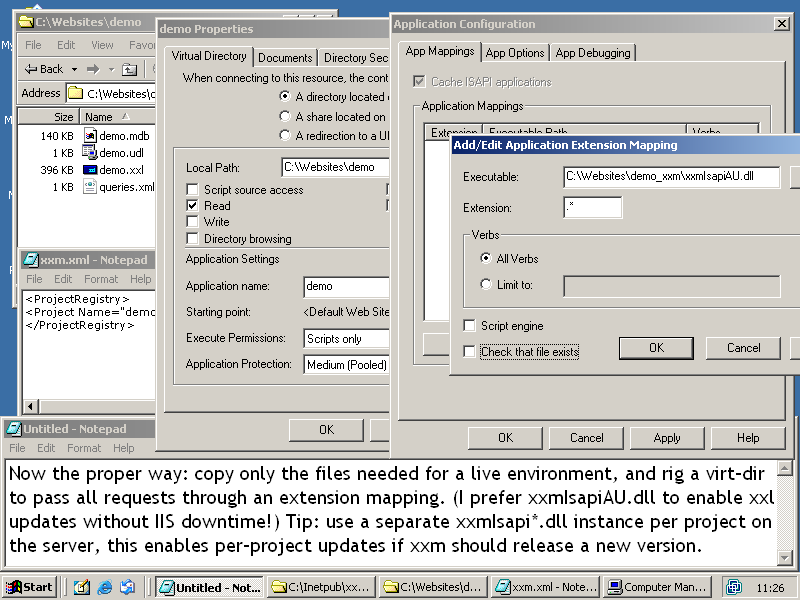 C:\Websites\demo
File Edit View Favor
Back
Address C:\Websites\c
Size Name
140 KB demo.mdb
1 KB demo.udl
396 KB demo.xxl
1 KB queries.xml
xxm.xml - Notepad
File Edit Format Help
<ProjectRegistry>
<Project Name="demo
</ProjectRegistry>
demo Properties
Virtual Directory Documents Directory Sec
When connecting to this resource, the cont
A directory located o
A share located on
A redirection to a U
Local Path: C:\Websites\demo
Script source access
Read
Write
Directory browsing
Application Settings
Application name: demo
Starting point: <Default Web Site
Execute Permissions: Scripts only
Application Protection: Medium (Pooled)
OK
Application Configuration
App Mappings App Options App Debugging
Cache ISAPI applications
Application Mappings
Extension Executable Path Verbs
Add/Edit Application Extension Mapping
Executable: C:\Websites\demo_xxm\xxmIsapiAU.dll
Extension: .*
Verbs
All Verbs
Limit to:
Script engine
Check that file exists
OK Cancel
OK Cancel Apply Help
Untitled - Notepad
File Edit Format Help
Now the proper way: copy only the files needed for a live environment, and rig a virt-dir
to pass all requests through an extension mapping. (I prefer xxmIsapiAU.dll to enable xxl
updates without IIS downtime!) Tip: use a separate xxmIsapi*.dll instance per project on
the server, this enables per-project updates if xxm should release a new version.
Start Untitled - Not... C:\Inetpub\xx... C:\Websites\d... xxm.xml - Note... Computer Man... 11:26